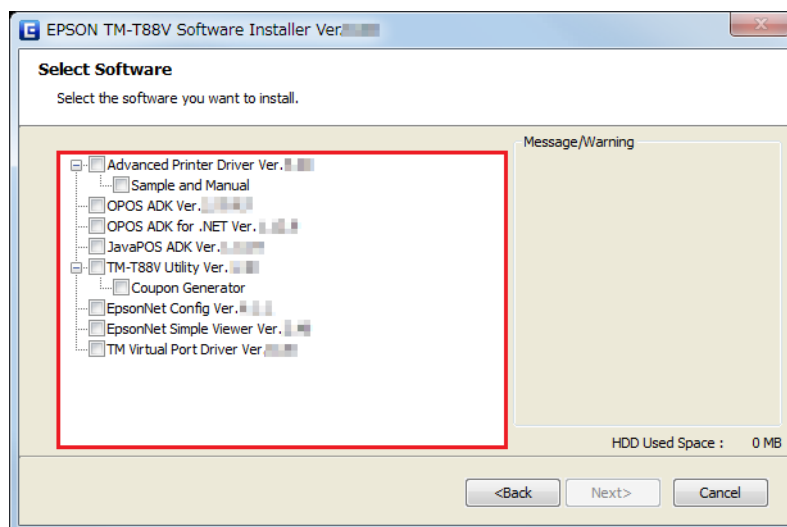 EPSON TM-T88V Software Installer Ver.
Select Software
Select the software you want to install.
Advanced Printer Driver Ver.
Sample and Manual
OPOS ADK Ver.
OPOS ADK for .NET Ver.
JavaPOS ADK Ver.
TM-T88V Utility Ver.
Coupon Generator
EpsonNet Config Ver.
EpsonNet Simple Viewer Ver.
TM Virtual Port Driver Ver.
Message/Warning
HDD Used Space : 0 MB
<Back Next> Cancel